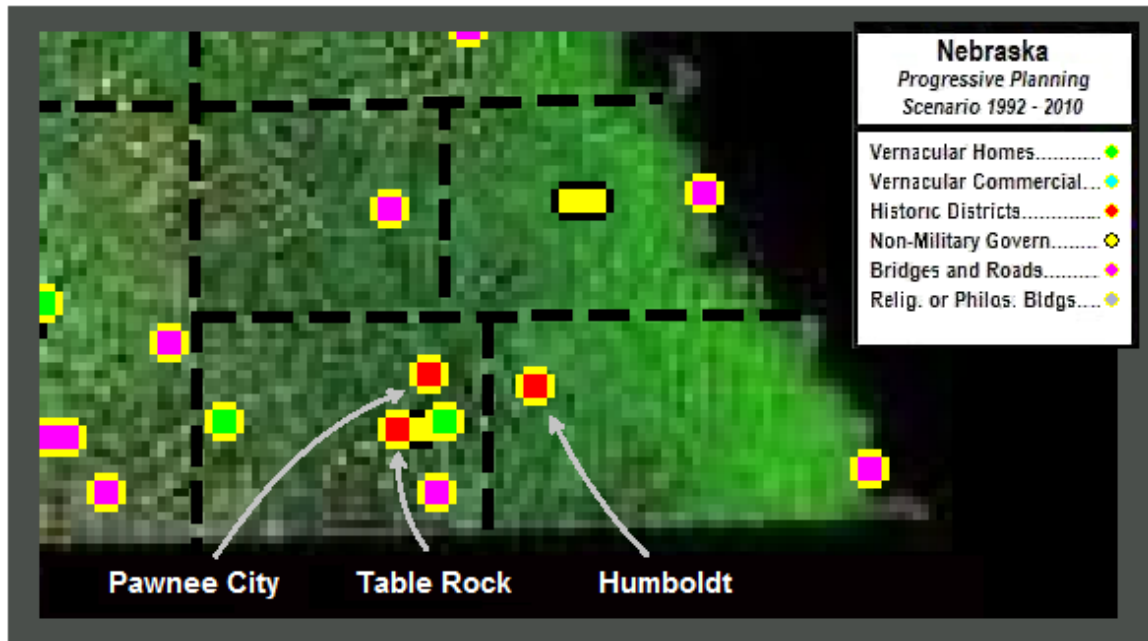 Nebraska
Progressive Planning
Scenario 1992 - 2010
Vernacular Homes............
Vernacular Commercial...
Historic Districts..............
Non-Military Govern.........
Bridges and Roads..........
Relig. or Philos. Bldgs....
Pawnee City
Table Rock
Humboldt